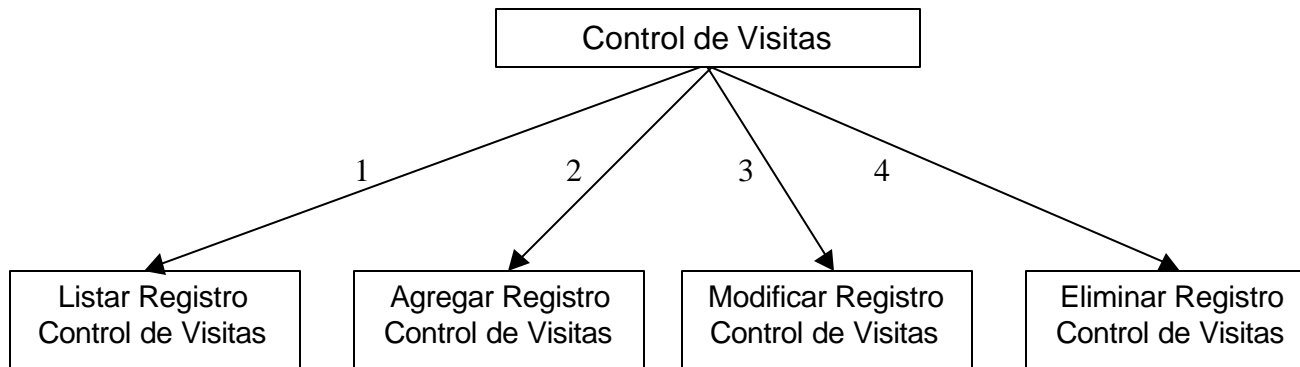 Control de Visitas
1
2
3
4
Listar Registro
Control de Visitas
Agregar Registro
Control de Visitas
Modificar Registro
Control de Visitas
Eliminar Registro
Control de Visitas